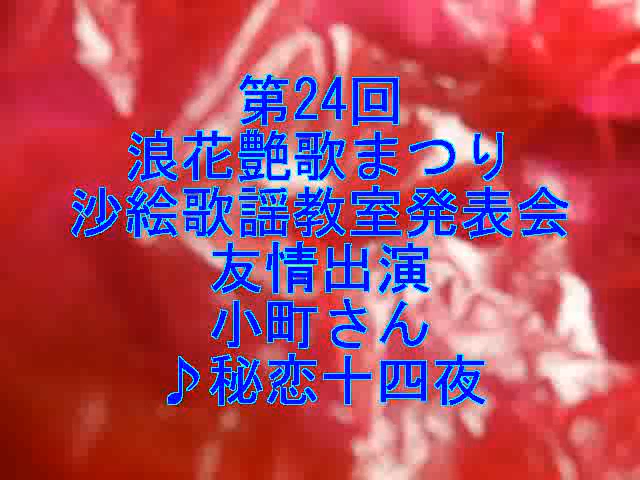 第24回
浪花艶歌まつり
沙絵歌謡教室発表会
友情出演
小町さん
♪秘恋十四夜